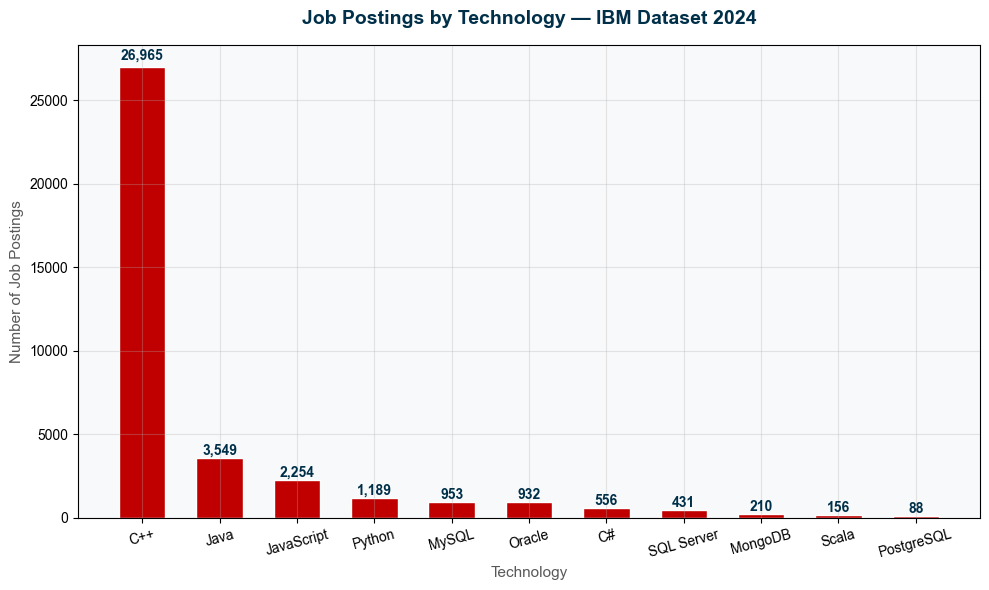 Job Postings by Technology — IBM Dataset 2024
26,965
25000
20000
15000
10000
5000
0
Number of Job Postings
3,549
2,254
1,189
953
932
556
431
210
156
88
C++
Java
JavaScript
Python
MySQL
Oracle
C#
SQL Server
MongoDB
Scala
PostgreSQL
Technology